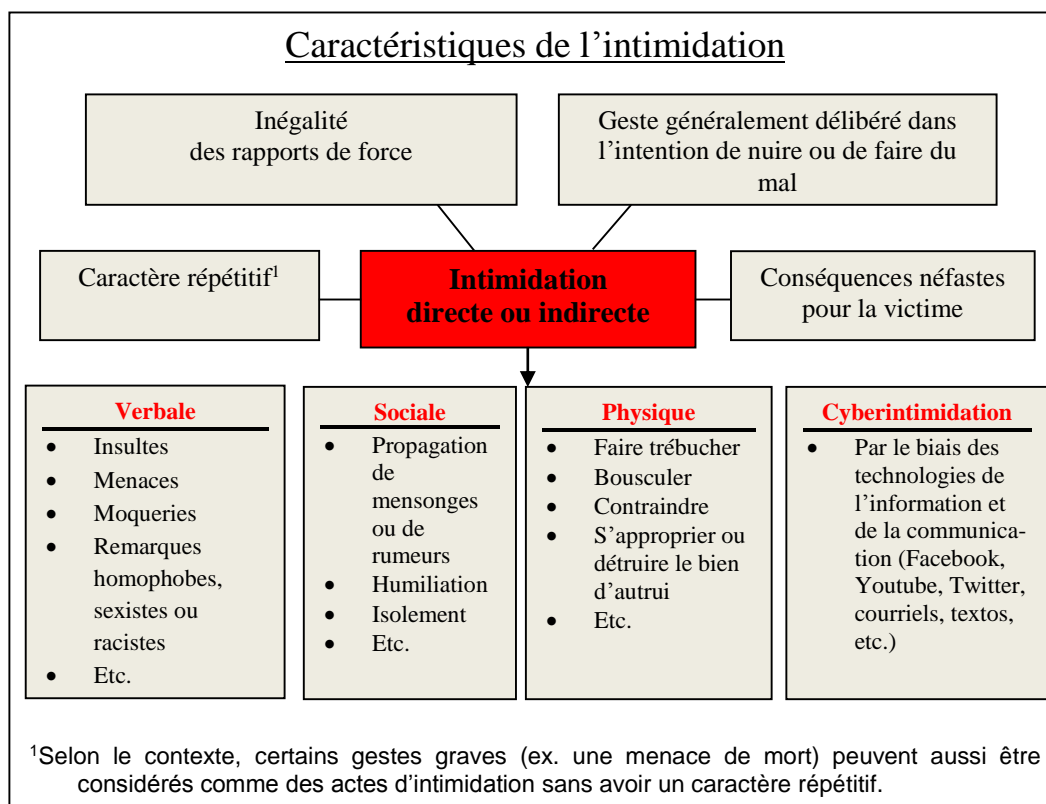 Caractéristiques de l'intimidation
Inégalité
des rapports de force
Geste généralement délibéré dans
l'intention de nuire ou de faire du
mal
Caractère répétitif¹
Intimidation
directe ou indirecte
Conséquences néfastes
pour la victime
Verbale
• Insultes
• Menaces
• Moqueries
• Remarques
homophobes,
sexistes ou
racistes
• Etc.
Sociale
• Propagation
de
mensonges
ou de
rumeurs
• Humiliation
• Isolement
• Etc.
Physique
• Faire trébucher
• Bousculer
• Contraindre
• S'approprier ou
détruire le bien
d'autrui
• Etc.
Cyberintimidation
• Par le biais des
technologies de
l'information et
de la communica-
tion (Facebook,
Youtube, Twitter,
courriels, textos,
etc.)
¹Selon le contexte, certains gestes graves (ex. une menace de mort) peuvent aussi être
considérés comme des actes d'intimidation sans avoir un caractère répétitif.